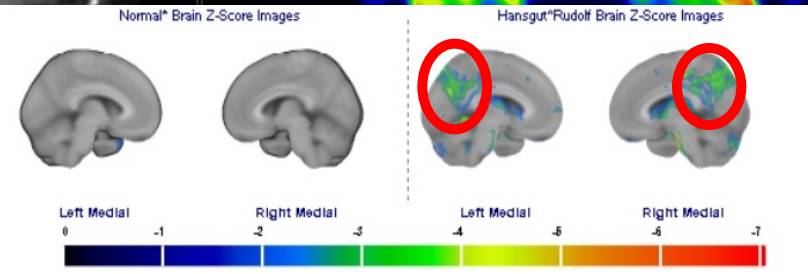 Normal* Brain Z-Score Images
Hansgut^Rudolf Brain Z-Score Images
Left Medial Right Medial Left Medial Right Medial
0 -1 -2 -3 -4 -5 -6 -7